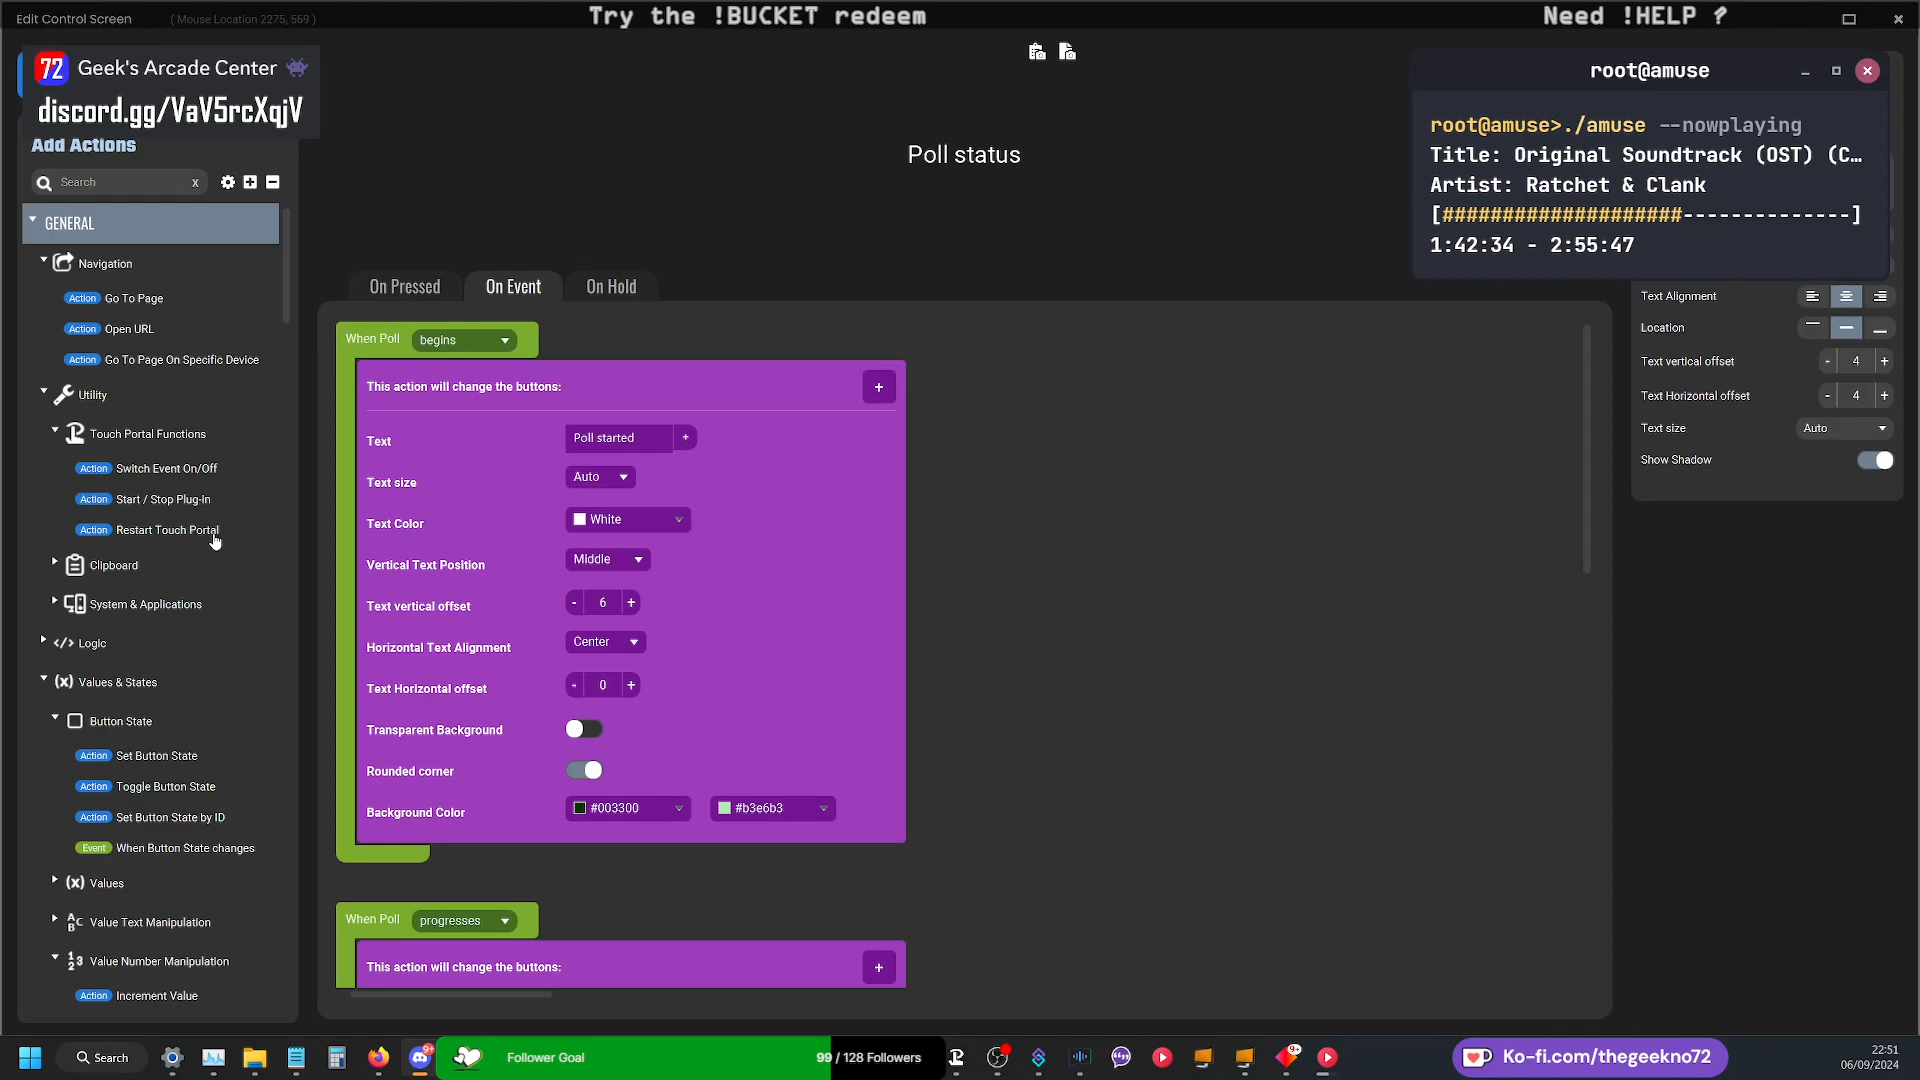 Edit Control Screen
( Mouse Location 2275, 569 )
Try the !BUCKET redeem
Need !HELP ?
72 Geek's Arcade Center
discord.gg/VaV5rcXqjV
Add Actions
Search
x
GENERAL
Navigation
Action Go To Page
Action Open URL
Action Go To Page On Specific Device
Utility
Touch Portal Functions
Action Switch Event On/Off
Action Start / Stop Plug-In
Action Restart Touch Portal
Clipboard
System & Applications
</> Logic
(x) Values & States
Button State
Action Set Button State
Action Toggle Button State
Action Set Button State by ID
Event When Button State changes
(x) Values
ABC Value Text Manipulation
123 Value Number Manipulation
Action Increment Value
Poll status
On Pressed
On Event
On Hold
When Poll begins
This action will change the buttons:
+
Text Poll started +
Text size Auto
Text Color White
Vertical Text Position Middle
Text vertical offset - 6 +
Horizontal Text Alignment Center
Text Horizontal offset - 0 +
Transparent Background
Rounded corner
Background Color #003300 #b3e6b3
When Poll progresses
This action will change the buttons:
+
root@amuse
root@amuse>./amuse --nowplaying
Title: Original Soundtrack (OST) (C…
Artist: Ratchet & Clank
[####################--------------]
1:42:34 - 2:55:47
Text Alignment
Location
Text vertical offset - 4 +
Text Horizontal offset - 4 +
Text size Auto
Show Shadow
Search
9+
Follower Goal
99 / 128 Followers
9+
Ko-fi.com/thegeekno72
22:51
06/09/2024